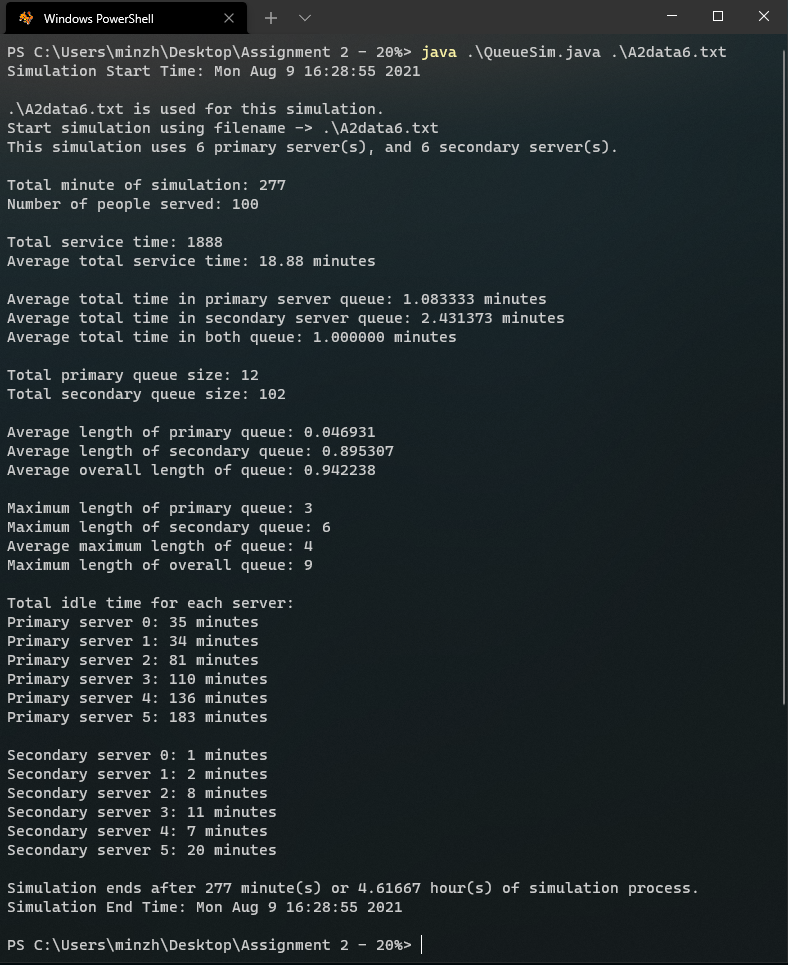 Windows PowerShell
PS C:\Users\minzh\Desktop\Assignment 2 - 20%> java .\QueueSim.java .\A2data6.txt
Simulation Start Time: Mon Aug 9 16:28:55 2021
.\A2data6.txt is used for this simulation.
Start simulation using filename -> .\A2data6.txt
This simulation uses 6 primary server(s), and 6 secondary server(s).
Total minute of simulation: 277
Number of people served: 100
Total service time: 1888
Average total service time: 18.88 minutes
Average total time in primary server queue: 1.083333 minutes
Average total time in secondary server queue: 2.431373 minutes
Average total time in both queue: 1.000000 minutes
Total primary queue size: 12
Total secondary queue size: 102
Average length of primary queue: 0.046931
Average length of secondary queue: 0.895307
Average overall length of queue: 0.942238
Maximum length of primary queue: 3
Maximum length of secondary queue: 6
Average maximum length of queue: 4
Maximum length of overall queue: 9
Total idle time for each server:
Primary server 0: 35 minutes
Primary server 1: 34 minutes
Primary server 2: 81 minutes
Primary server 3: 110 minutes
Primary server 4: 136 minutes
Primary server 5: 183 minutes
Secondary server 0: 1 minutes
Secondary server 1: 2 minutes
Secondary server 2: 8 minutes
Secondary server 3: 11 minutes
Secondary server 4: 7 minutes
Secondary server 5: 20 minutes
Simulation ends after 277 minute(s) or 4.61667 hour(s) of simulation process.
Simulation End Time: Mon Aug 9 16:28:55 2021
PS C:\Users\minzh\Desktop\Assignment 2 - 20%>